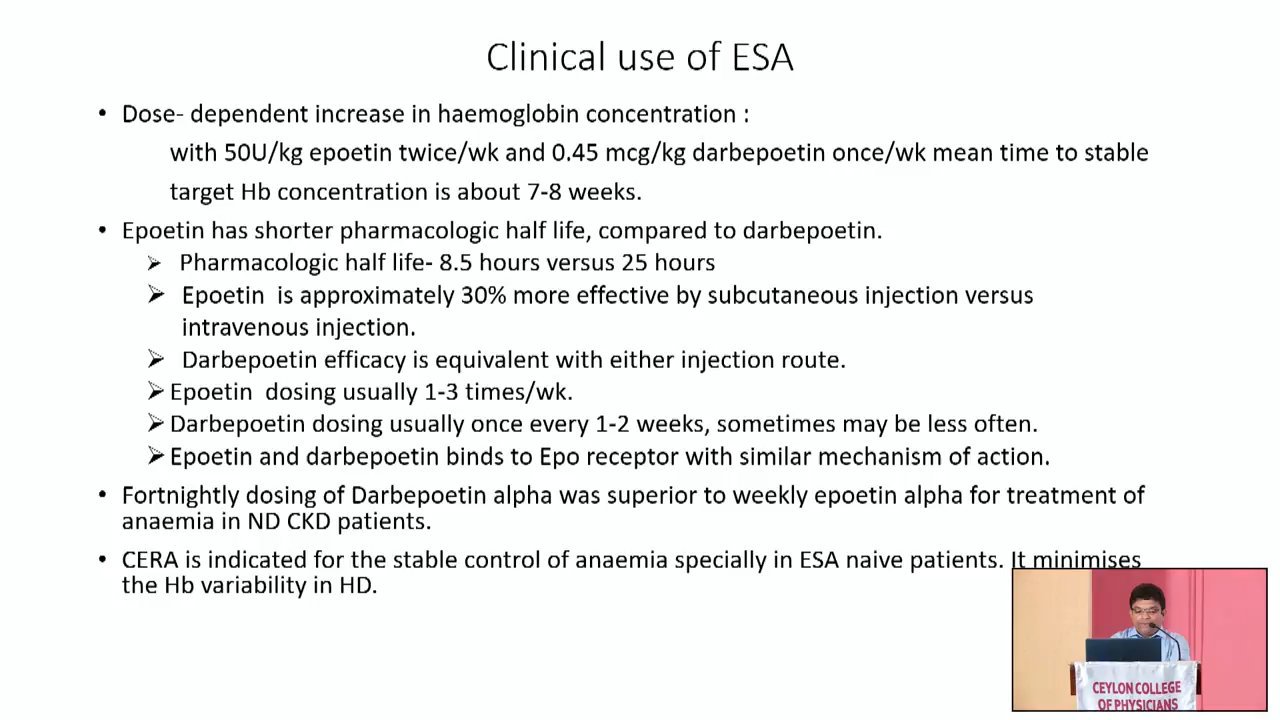 Clinical use of ESA
• Dose- dependent increase in haemoglobin concentration :
with 50U/kg epoetin twice/wk and 0.45 mcg/kg darbepoetin once/wk mean time to stable
target Hb concentration is about 7-8 weeks.
• Epoetin has shorter pharmacologic half life, compared to darbepoetin.
➢ Pharmacologic half life- 8.5 hours versus 25 hours
➢ Epoetin is approximately 30% more effective by subcutaneous injection versus
intravenous injection.
➢ Darbepoetin efficacy is equivalent with either injection route.
➢ Epoetin dosing usually 1-3 times/wk.
➢ Darbepoetin dosing usually once every 1-2 weeks, sometimes may be less often.
➢ Epoetin and darbepoetin binds to Epo receptor with similar mechanism of action.
• Fortnightly dosing of Darbepoetin alpha was superior to weekly epoetin alpha for treatment of
anaemia in ND CKD patients.
• CERA is indicated for the stable control of anaemia specially in ESA naive patients. It minimises
the Hb variability in HD.
CEYLON COLLEGE
OF PHYSICIANS